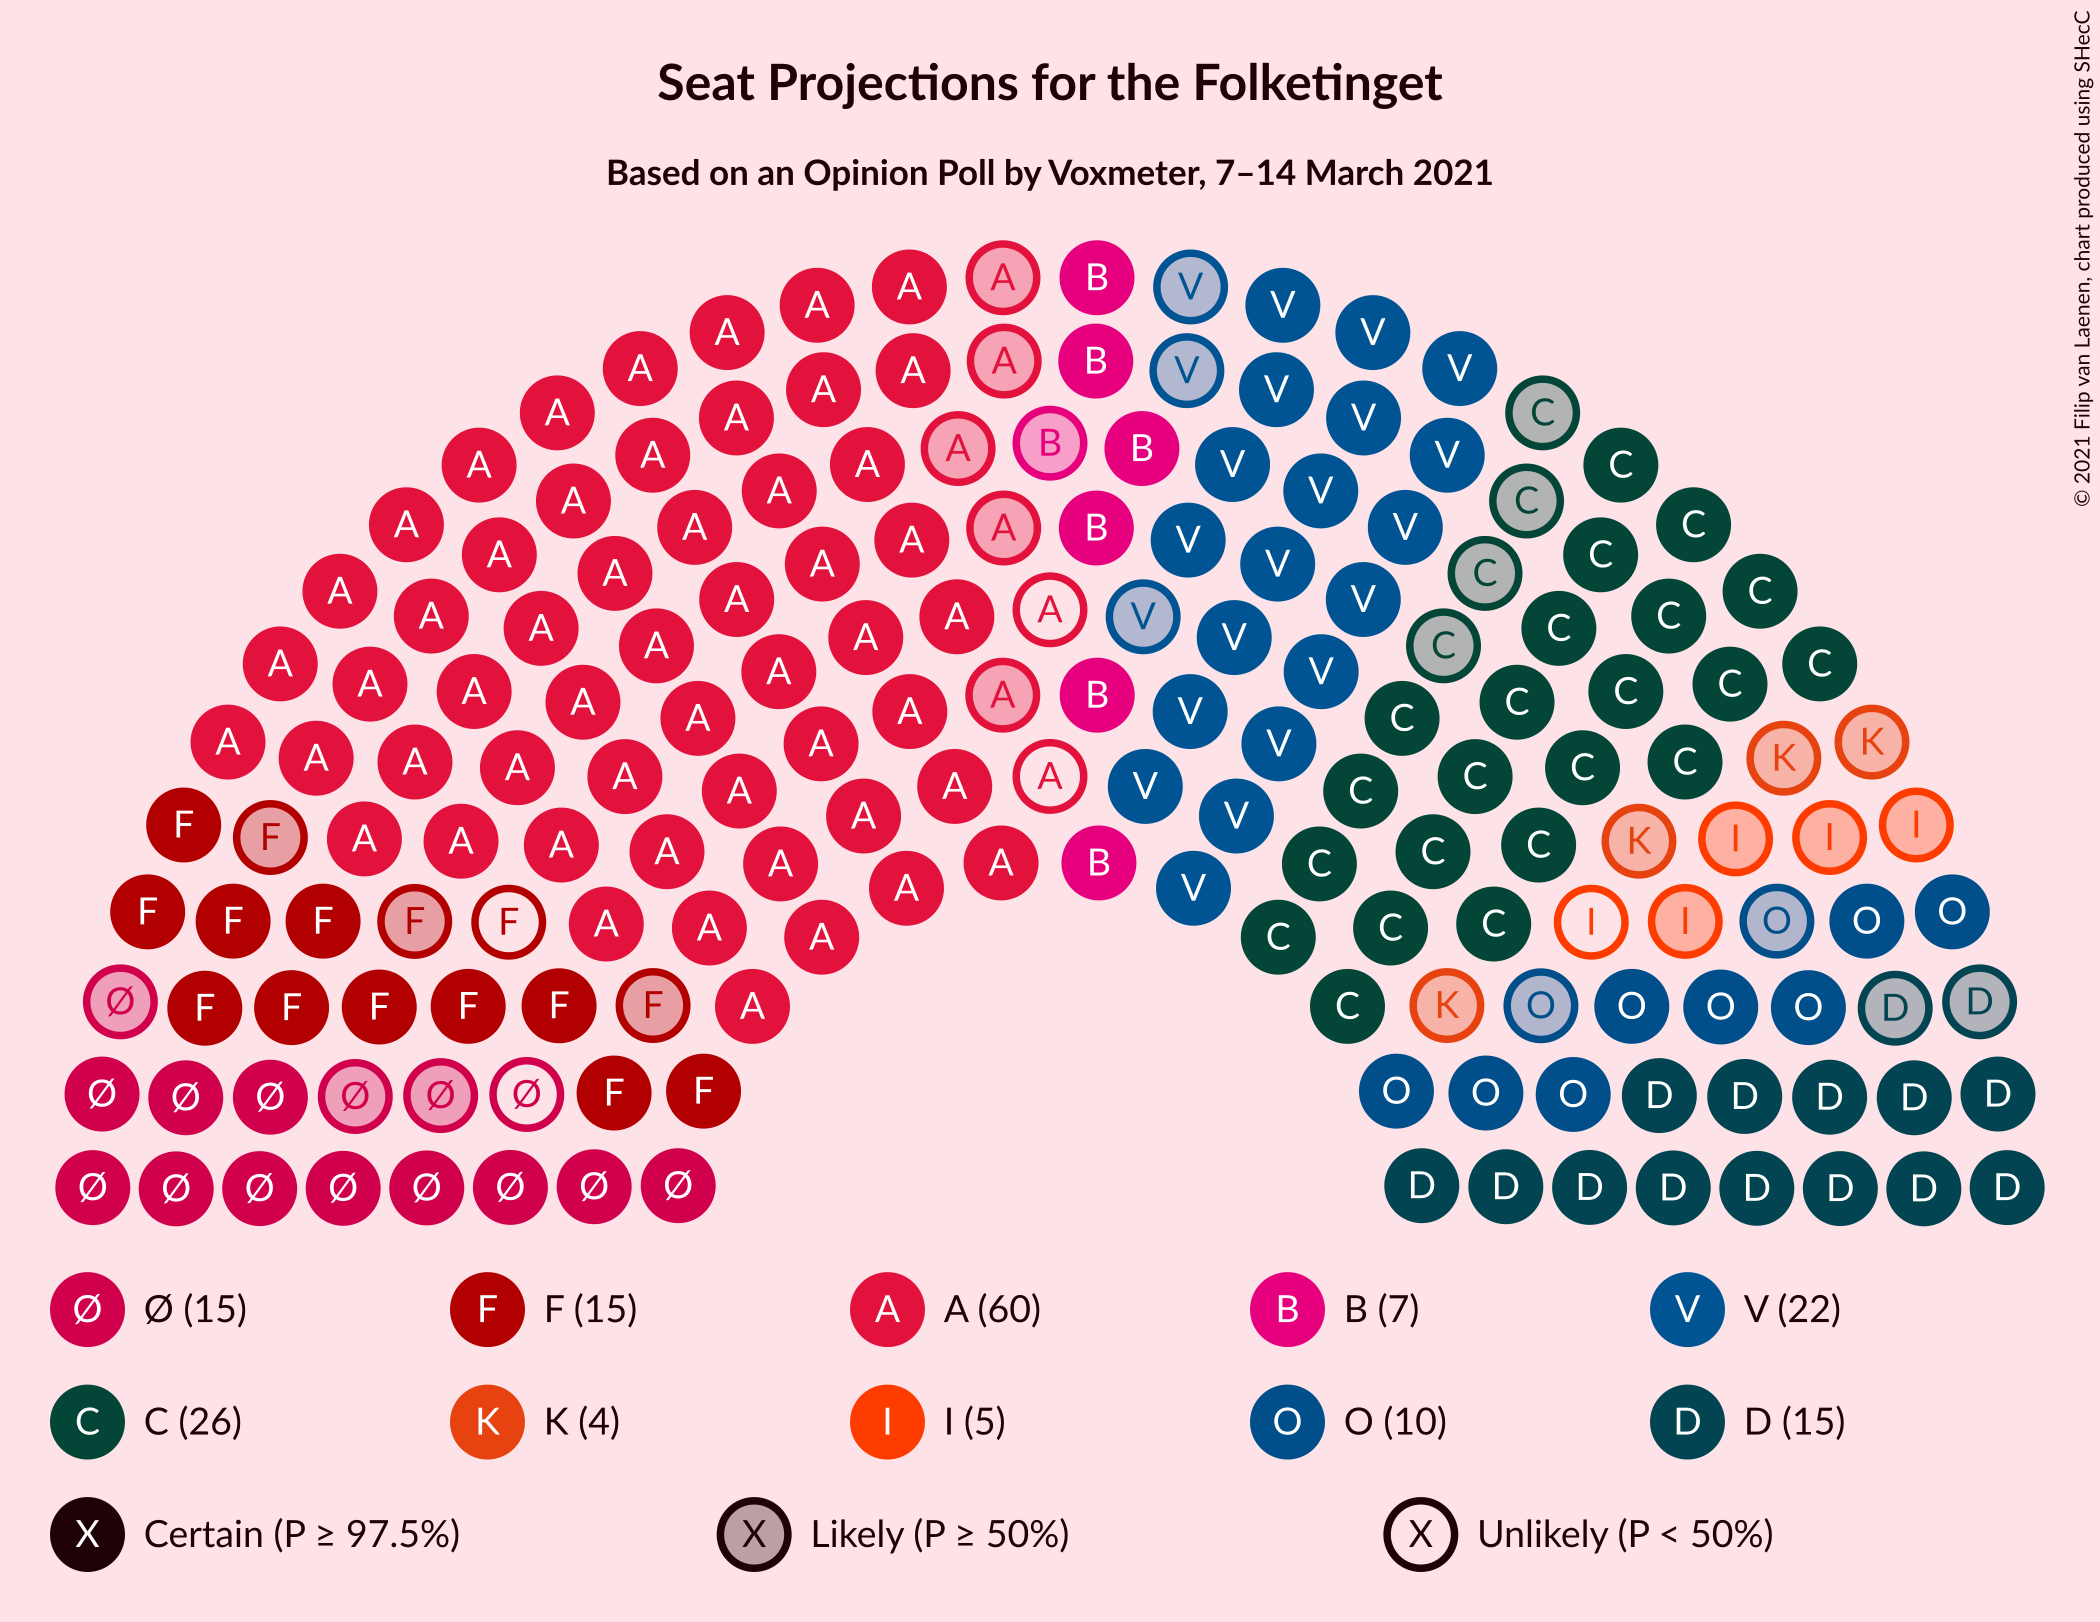 Seat Projections for the Folketinget
Based on an Opinion Poll by Voxmeter, 7–14 March 2021
© 2021 Filip van Laenen, chart produced using SHecC
A B
A A V V
A A B V
A V
A A V V
A B V C
A A A B V C
A A V V C
A A A V V C
A A A A B V V V C C
A A A V C C
A A A A A V V V C C C
A A A V C
A A A A A B V V C C C C
A A A A A V V C C C K K
A A A A A V C C C
F F A A A A A A A B V C C C K I I I
F F F F F A A A C C C I I O O O
Ø F F F F F F A C K O O O O D D
Ø Ø Ø Ø Ø Ø F F O O O D D D D D
Ø Ø Ø Ø Ø Ø Ø Ø D D D D D D D D
Ø Ø (15) F F (15) A A (60) B B (7) V V (22)
C C (26) K K (4) I I (5) O O (10) D D (15)
X Certain (P ≥ 97.5%) X Likely (P ≥ 50%) X Unlikely (P < 50%)